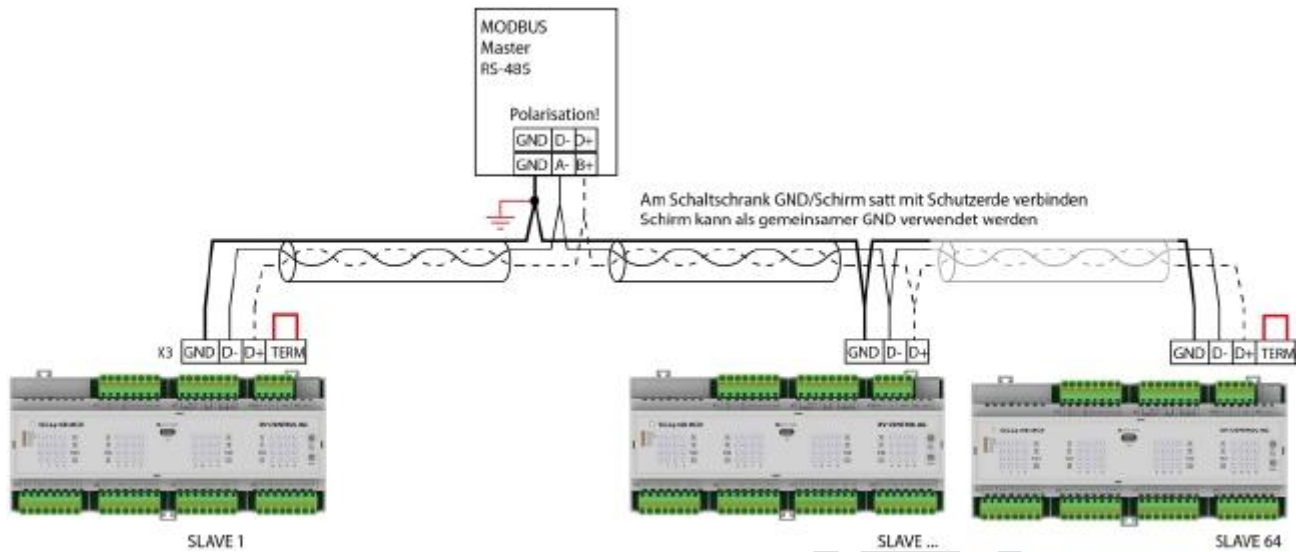 MODBUS
Master
RS-485
Polarisation!
GND D- D+
GND A- B+
Am Schaltschrank GND/Schirm satt mit Schutzerde verbinden
Schirm kann als gemeinsamer GND verwendet werden
X3 GND D- D+ TERM
GND D- D+
GND D- D+ TERM
SLAVE 1
SLAVE ...
SLAVE 64